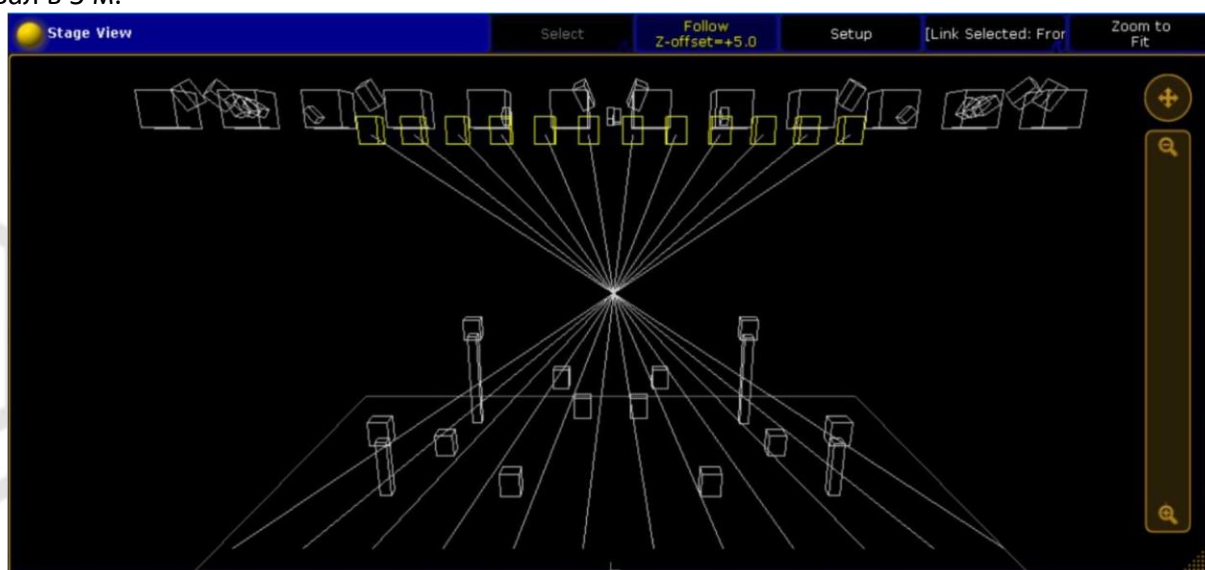 Stage View
Select
Follow
Z-offset=+5.0
Setup
[Link Selected: Fror
Zoom to
Fit